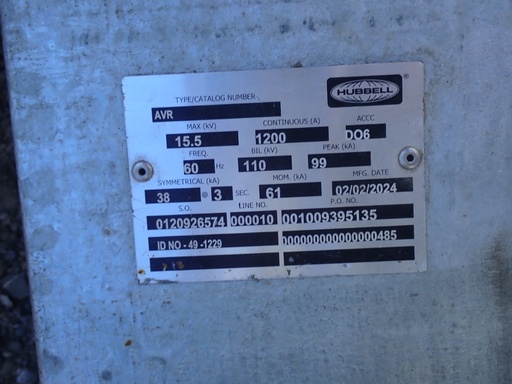 HUBBELL ®
TYPE/CATALOG NUMBER
AVR
MAX (kV) CONTINUOUS (A) ACCC
15.5 1200 DO6
FREQ. BIL (kV) PEAK (kA)
60 Hz 110 99
SYMMETRICAL (kA) MOM. (kA) MFG. DATE
38 @ 3 SEC. 61 02/02/2024
S.O. LINE NO. P.O. NO.
0120926574 000010 001009395135
ID NO - 49 -1229 000000000000000485